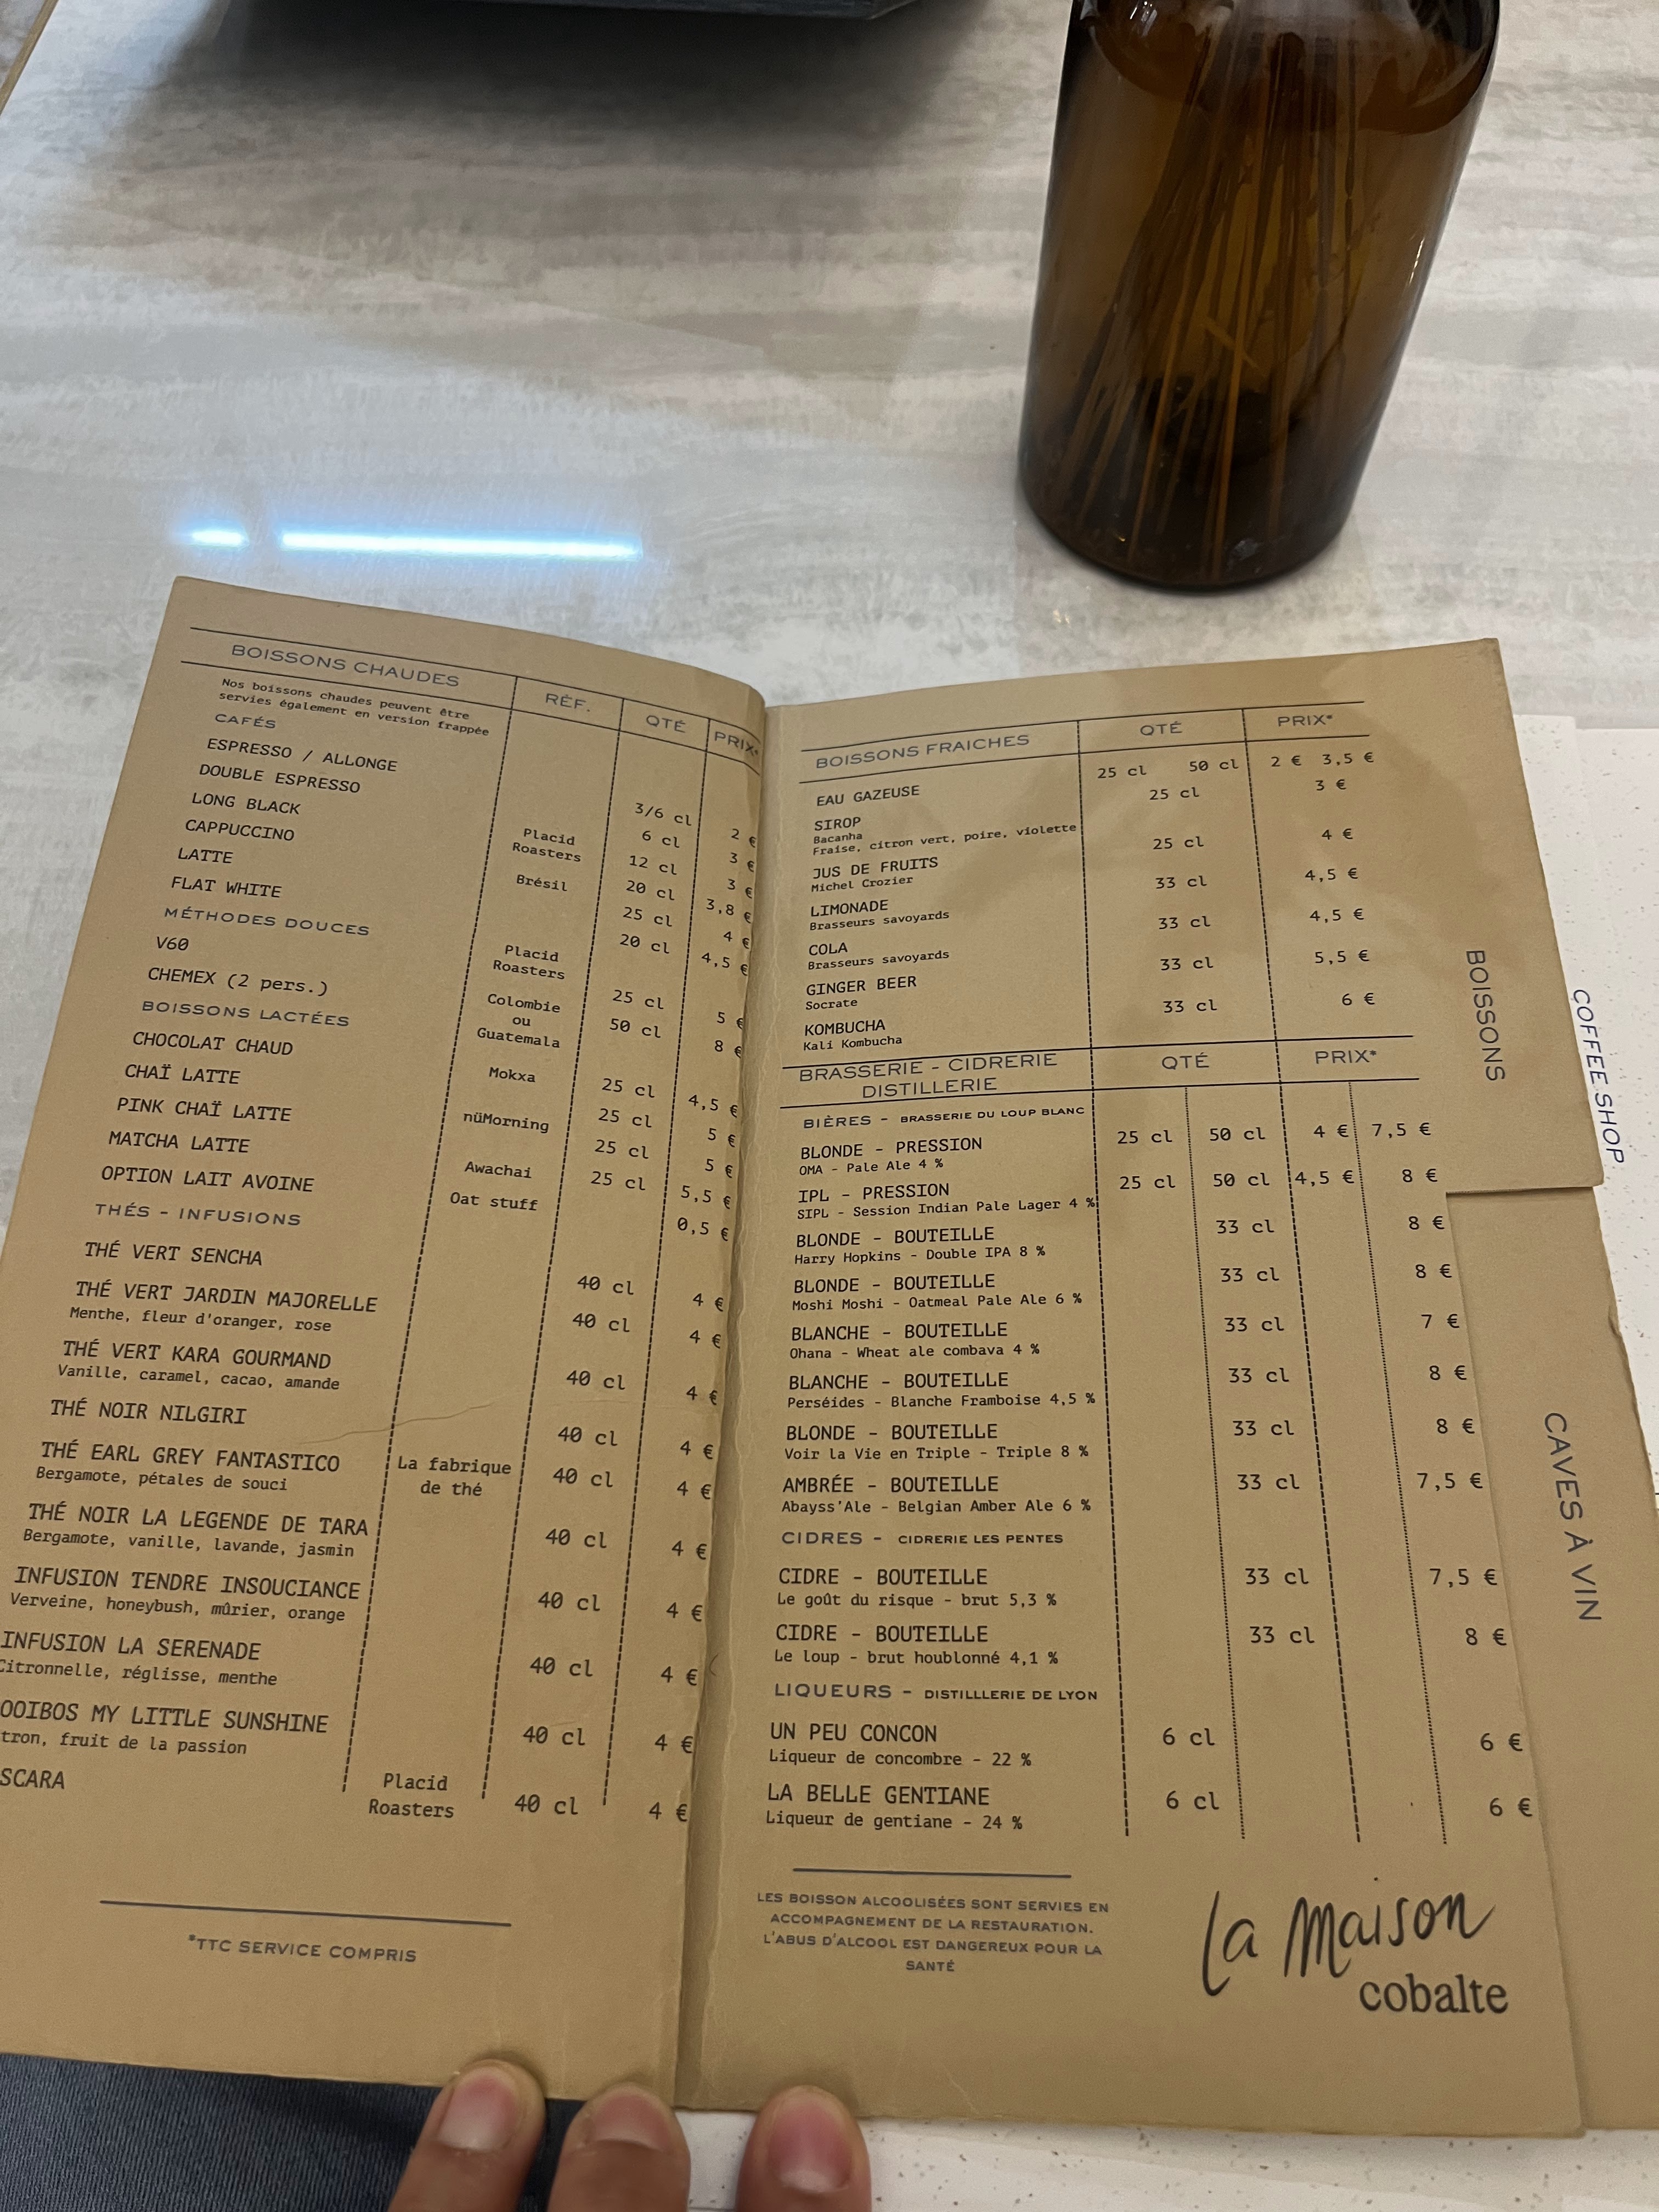 BOISSONS CHAUDES RÉF. QTÉ PRIX*
Nos boissons chaudes peuvent être
servies également en version frappée
CAFÉS
ESPRESSO / ALLONGE 3/6 cl 2 €
DOUBLE ESPRESSO 6 cl 3 €
LONG BLACK 12 cl 3 €
CAPPUCCINO 20 cl 3,8 €
LATTE 25 cl 4 €
FLAT WHITE 20 cl 4,5 €
Placid
Roasters
Brésil
MÉTHODES DOUCES
V60 25 cl 5 €
CHEMEX (2 pers.) 50 cl 8 €
Placid
Roasters
Colombie
ou
Guatemala
BOISSONS LACTÉES
CHOCOLAT CHAUD Mokxa 25 cl 4,5 €
CHAÏ LATTE nüMorning 25 cl 5 €
PINK CHAÏ LATTE 25 cl 5 €
MATCHA LATTE Awachai 25 cl 5,5 €
OPTION LAIT AVOINE Oat stuff 0,5 €
THÉS - INFUSIONS
THÉ VERT SENCHA 40 cl 4 €
THÉ VERT JARDIN MAJORELLE 40 cl 4 €
Menthe, fleur d'oranger, rose
THÉ VERT KARA GOURMAND 40 cl 4 €
Vanille, caramel, cacao, amande
THÉ NOIR NILGIRI 40 cl 4 €
THÉ EARL GREY FANTASTICO 40 cl 4 €
Bergamote, pétales de souci
La fabrique
de thé
THÉ NOIR LA LEGENDE DE TARA 40 cl 4 €
Bergamote, vanille, lavande, jasmin
INFUSION TENDRE INSOUCIANCE 40 cl 4 €
Verveine, honeybush, mûrier, orange
INFUSION LA SERENADE 40 cl 4 €
Citronnelle, réglisse, menthe
OOIBOS MY LITTLE SUNSHINE 40 cl 4 €
tron, fruit de la passion
SCARA Placid
Roasters 40 cl 4 €
*TTC SERVICE COMPRIS
BOISSONS FRAICHES QTÉ PRIX*
EAU GAZEUSE 25 cl 50 cl 2 € 3,5 €
SIROP 25 cl 3 €
Bacanha
Fraise, citron vert, poire, violette
JUS DE FRUITS 25 cl 4 €
Michel Crozier
LIMONADE 33 cl 4,5 €
Brasseurs savoyards
COLA 33 cl 4,5 €
Brasseurs savoyards
GINGER BEER 33 cl 5,5 €
Socrate
KOMBUCHA 33 cl 6 €
Kali Kombucha
BRASSERIE - CIDRERIE
DISTILLERIE QTÉ PRIX*
BIÈRES - BRASSERIE DU LOUP BLANC
BLONDE - PRESSION 25 cl 50 cl 4 € 7,5 €
OMA - Pale Ale 4 %
IPL - PRESSION 25 cl 50 cl 4,5 € 8 €
SIPL - Session Indian Pale Lager 4 %
BLONDE - BOUTEILLE 33 cl 8 €
Harry Hopkins - Double IPA 8 %
BLONDE - BOUTEILLE 33 cl 8 €
Moshi Moshi - Oatmeal Pale Ale 6 %
BLANCHE - BOUTEILLE 33 cl 7 €
Ohana - Wheat ale combava 4 %
BLANCHE - BOUTEILLE 33 cl 8 €
Perséides - Blanche Framboise 4,5 %
BLONDE - BOUTEILLE 33 cl 8 €
Voir la Vie en Triple - Triple 8 %
AMBRÉE - BOUTEILLE 33 cl 7,5 €
Abayss'Ale - Belgian Amber Ale 6 %
CIDRES - CIDRERIE LES PENTES
CIDRE - BOUTEILLE 33 cl 7,5 €
Le goût du risque - brut 5,3 %
CIDRE - BOUTEILLE 33 cl 8 €
Le loup - brut houblonné 4,1 %
LIQUEURS - DISTILLLERIE DE LYON
UN PEU CONCON 6 cl 6 €
Liqueur de concombre - 22 %
LA BELLE GENTIANE 6 cl 6 €
Liqueur de gentiane - 24 %
LES BOISSON ALCOOLISÉES SONT SERVIES EN
ACCOMPAGNEMENT DE LA RESTAURATION.
L'ABUS D'ALCOOL EST DANGEREUX POUR LA
SANTÉ
La Maison
cobalte
BOISSONS
COFFEE SHOP
CAVES À VIN